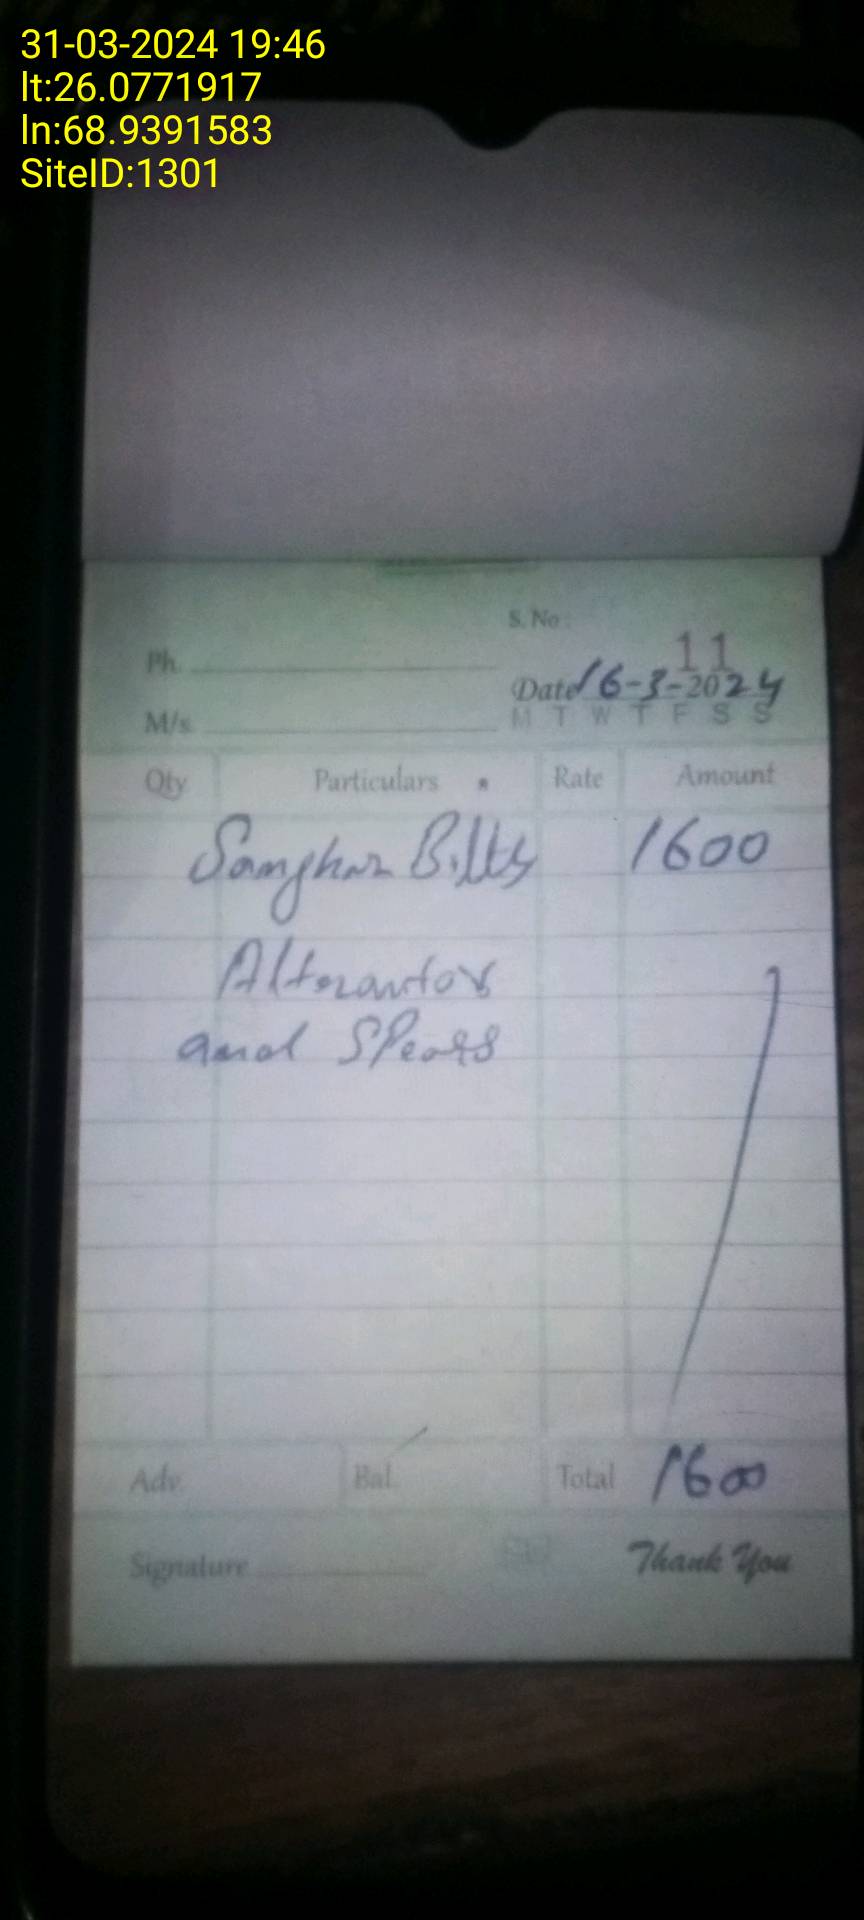 31-03-2024 19:46
lt:26.0771917
ln:68.9391583
SiteID:1301
S. No:
11
Ph.
Date 16-3-2024
M/s
M T W T F S S
Qty Particulars Rate Amount
Sanghar Bilty 1600
Alterantor
and SPears
Adv. Bal. Total 1600
Signature Thank You